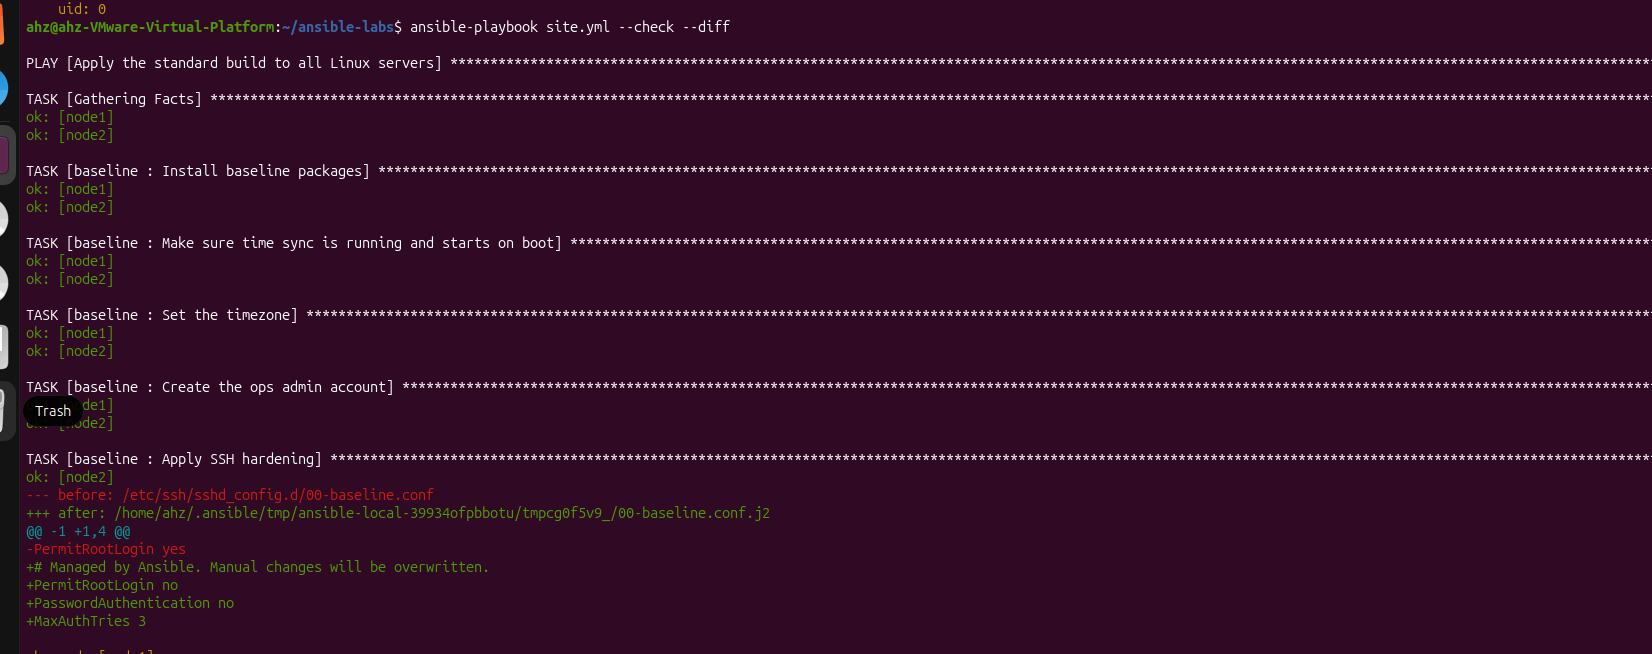 uid: 0
ahz@ahz-VMware-Virtual-Platform:~/ansible-labs$ ansible-playbook site.yml --check --diff
PLAY [Apply the standard build to all Linux servers] ******************************************************************************************************************************************************
TASK [Gathering Facts] ************************************************************************************************************************************************************************************
ok: [node1]
ok: [node2]
TASK [baseline : Install baseline packages] ***************************************************************************************************************************************************************
ok: [node1]
ok: [node2]
TASK [baseline : Make sure time sync is running and starts on boot] ***************************************************************************************************************************************
ok: [node1]
ok: [node2]
TASK [baseline : Set the timezone] ************************************************************************************************************************************************************************
ok: [node1]
ok: [node2]
TASK [baseline : Create the ops admin account] ************************************************************************************************************************************************************
Trash
TASK [baseline : Apply SSH hardening] *********************************************************************************************************************************************************************
ok: [node2]
--- before: /etc/ssh/sshd_config.d/00-baseline.conf
+++ after: /home/ahz/.ansible/tmp/ansible-local-39934ofpbbotu/tmpcg0f5v9_/00-baseline.conf.j2
@@ -1 +1,4 @@
-PermitRootLogin yes
+# Managed by Ansible. Manual changes will be overwritten.
+PermitRootLogin no
+PasswordAuthentication no
+MaxAuthTries 3